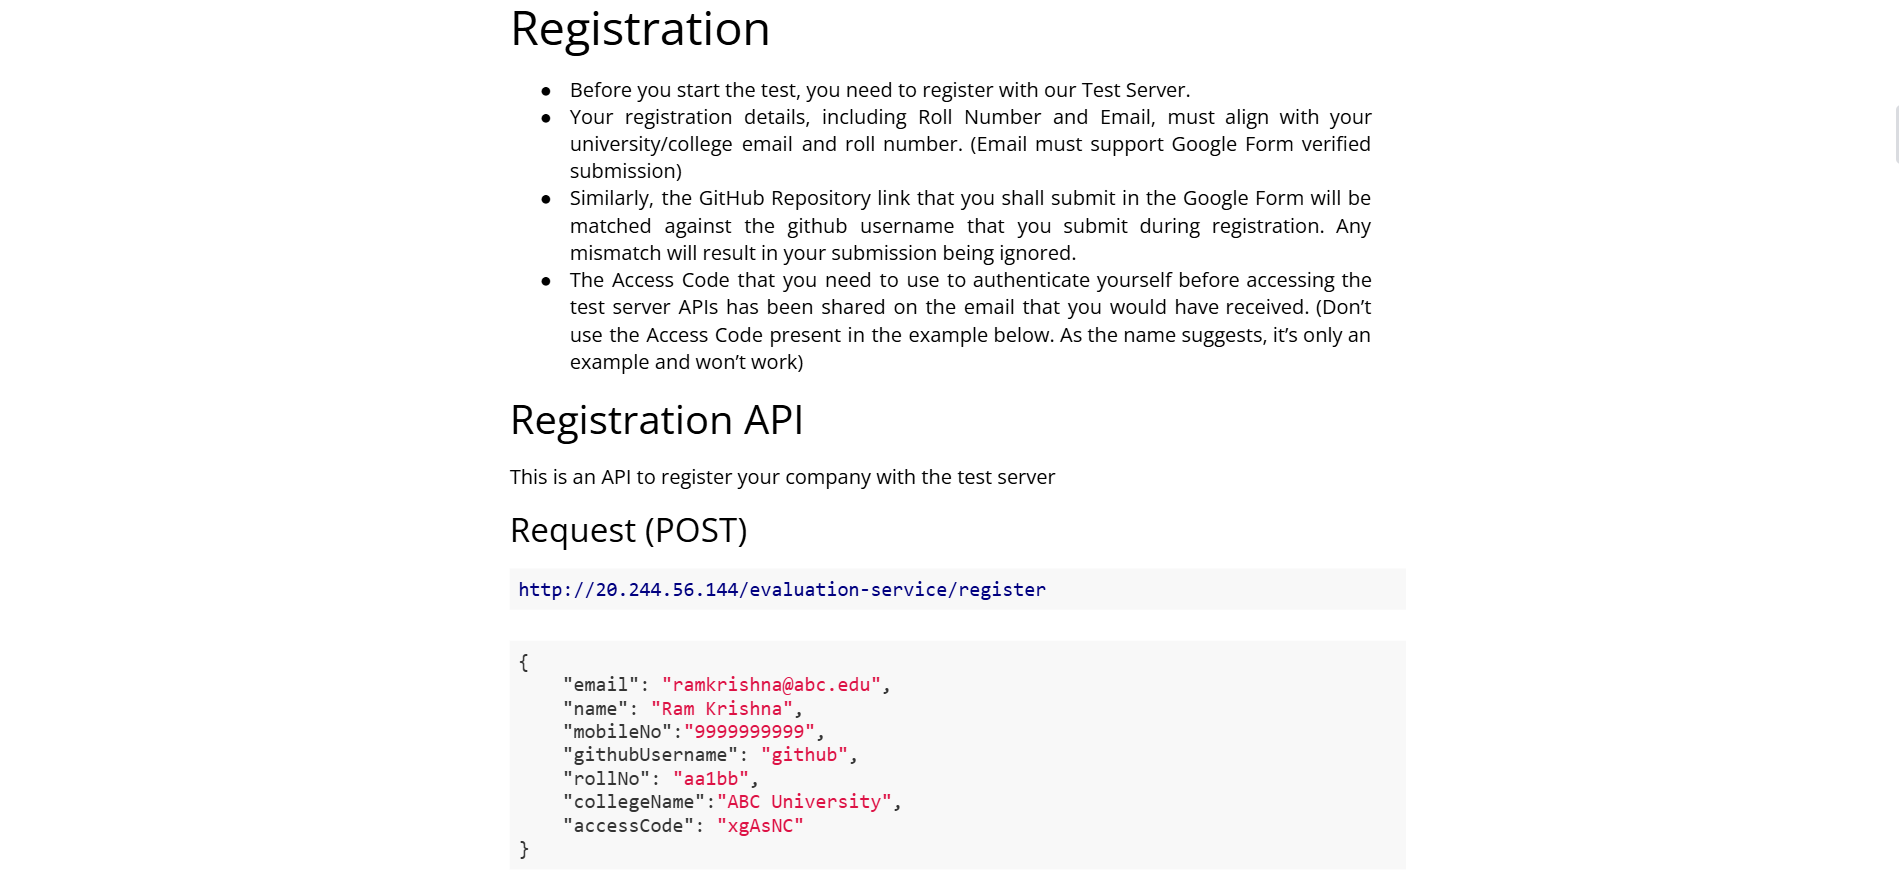 Registration
● Before you start the test, you need to register with our Test Server.
● Your registration details, including Roll Number and Email, must align with your
university/college email and roll number. (Email must support Google Form verified
submission)
● Similarly, the GitHub Repository link that you shall submit in the Google Form will be
matched against the github username that you submit during registration. Any
mismatch will result in your submission being ignored.
● The Access Code that you need to use to authenticate yourself before accessing the
test server APIs has been shared on the email that you would have received. (Don’t
use the Access Code present in the example below. As the name suggests, it’s only an
example and won’t work)
Registration API
This is an API to register your company with the test server
Request (POST)
http://20.244.56.144/evaluation-service/register
{
    "email": "ramkrishna@abc.edu",
    "name": "Ram Krishna",
    "mobileNo":"9999999999",
    "githubUsername": "github",
    "rollNo": "aa1bb",
    "collegeName":"ABC University",
    "accessCode": "xgAsNC"
}